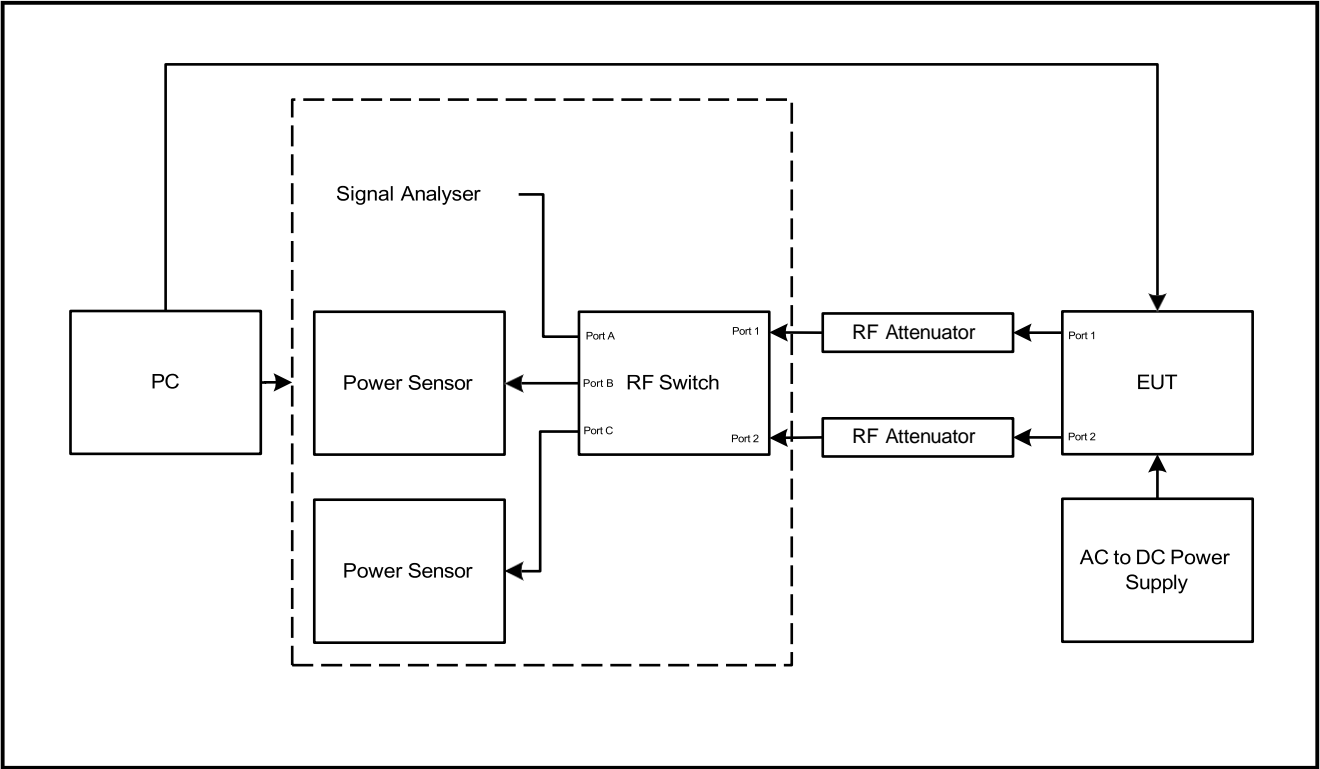 Signal Analyser
PC
Power Sensor
Port A
Port B
Port C
RF Switch
Port 1
Port 2
RF Attenuator
RF Attenuator
Port 1
EUT
Port 2
Power Sensor
AC to DC Power
Supply